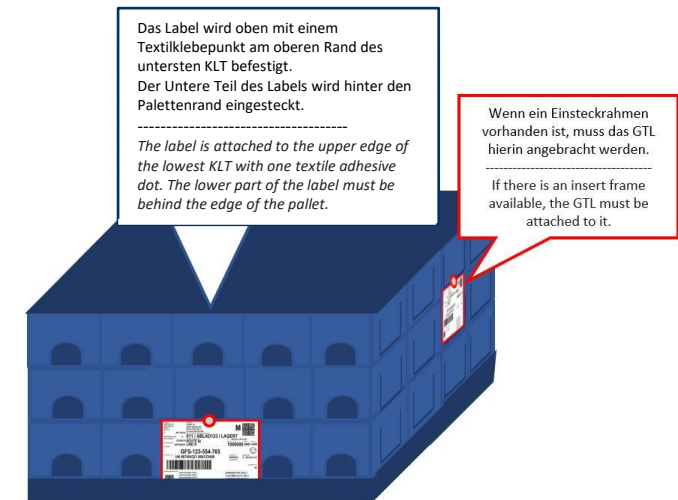 Das Label wird oben mit einem
Textilklebepunkt am oberen Rand des
untersten KLT befestigt.
Der Untere Teil des Labels wird hinter den
Palettenrand eingesteckt.
-------------------------------------
The label is attached to the upper edge of
the lowest KLT with one textile adhesive
dot. The lower part of the label must be
behind the edge of the pallet.
Wenn ein Einsteckrahmen
vorhanden ist, muss das GTL
hierin angebracht werden.
-------------------------------------
If there is an insert frame
available, the GTL must be
attached to it.
M
011 / ABLAD123 / LAGER7
GFS-123-554-765